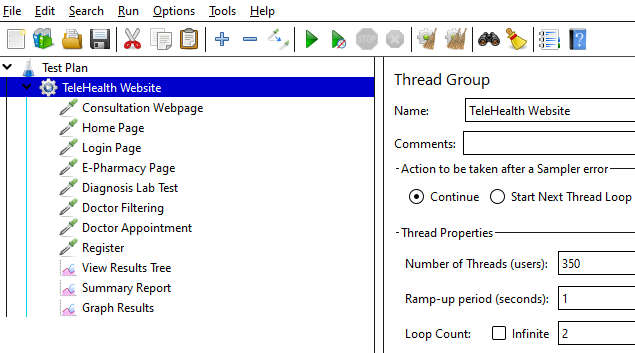 File Edit Search Run Options Tools Help
STOP
Test Plan
TeleHealth Website
Consultation Webpage
Home Page
Login Page
E-Pharmacy Page
Diagnosis Lab Test
Doctor Filtering
Doctor Appointment
Register
View Results Tree
Summary Report
Graph Results
Thread Group
Name: TeleHealth Website
Comments:
Action to be taken after a Sampler error
Continue Start Next Thread Loop
Thread Properties
Number of Threads (users): 350
Ramp-up period (seconds): 1
Loop Count: Infinite 2